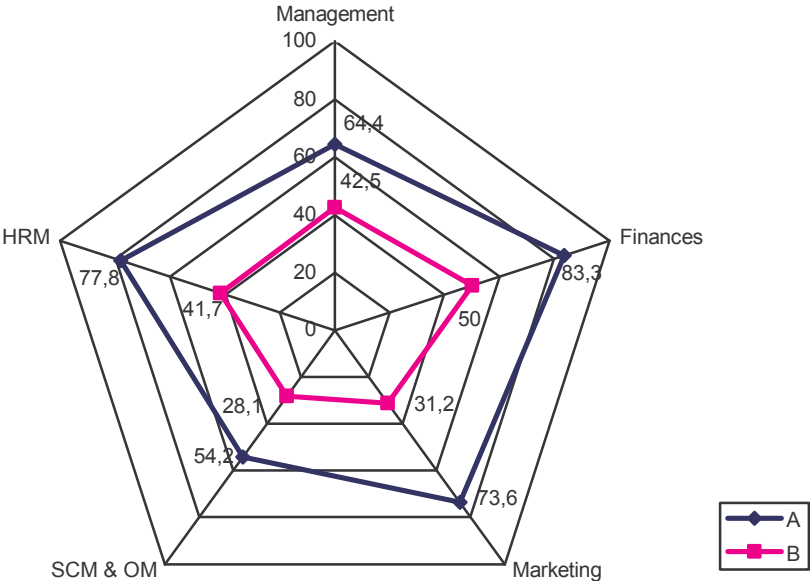 Management
100
80
64,4
60
42,5
40
HRM
Finances
77,8
83,3
20
41,7
50
0
28,1
31,2
54,2
73,6
A
B
SCM & OM
Marketing